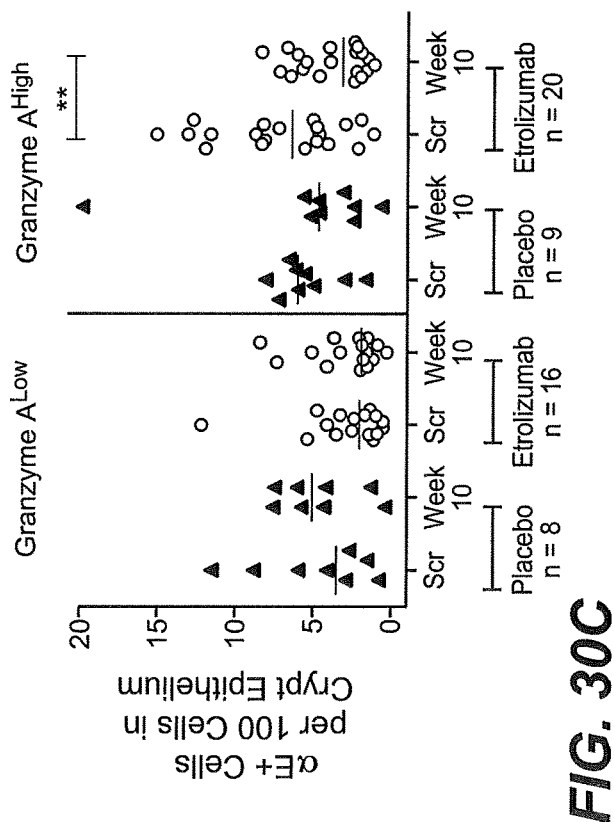 Granzyme A^Low
Granzyme A^High
**
αE+ Cells
per 100 Cells in
Crypt Epithelium
20
15
10
5
0
Scr
Week
10
Scr
Week
10
Scr
Week
10
Scr
Week
10
Placebo
n = 8
Etrolizumab
n = 16
Placebo
n = 9
Etrolizumab
n = 20
FIG. 30C